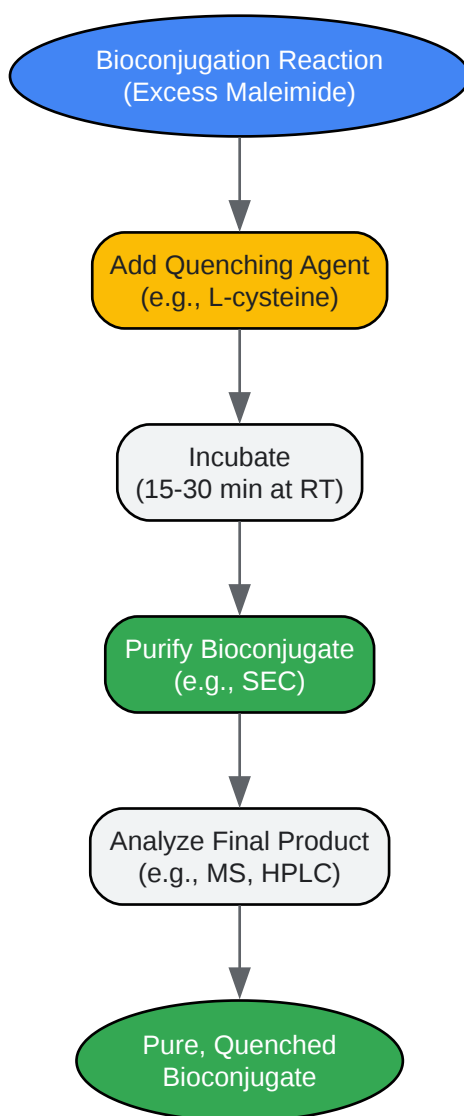 Bioconjugation Reaction
(Excess Maleimide)
Add Quenching Agent
(e.g., L-cysteine)
Incubate
(15-30 min at RT)
Purify Bioconjugate
(e.g., SEC)
Analyze Final Product
(e.g., MS, HPLC)
Pure, Quenched
Bioconjugate